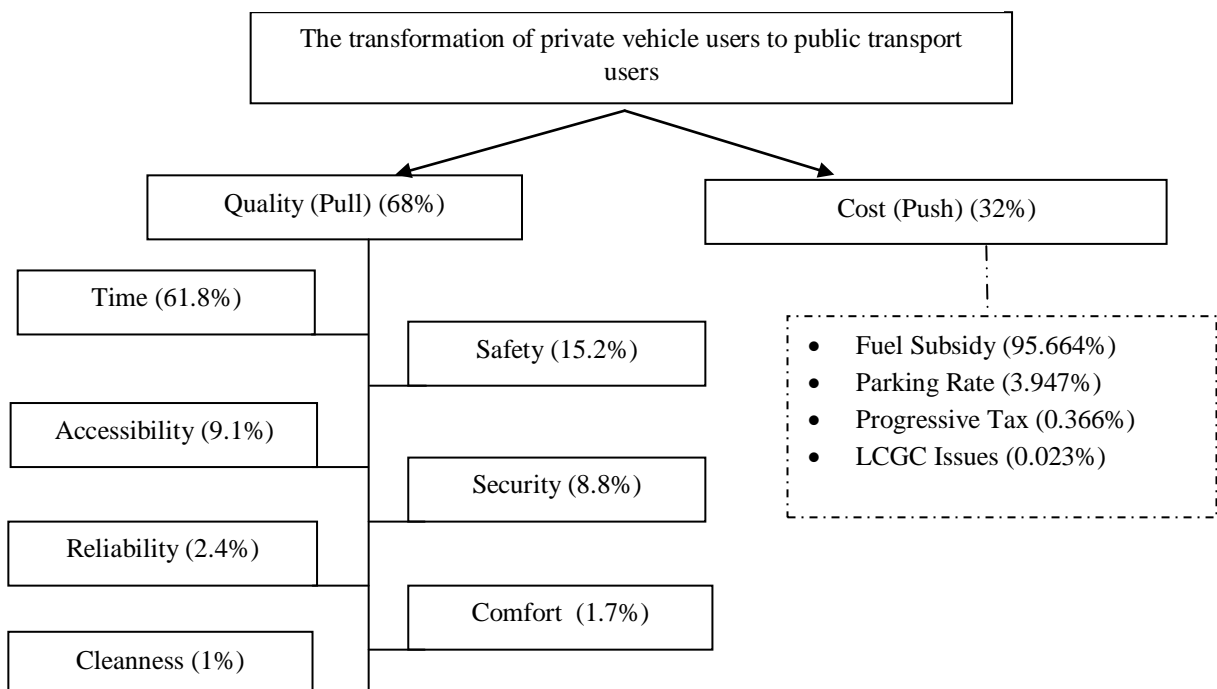 The transformation of private vehicle users to public transport
users
Quality (Pull) (68%)
Cost (Push) (32%)
Time (61.8%)
Safety (15.2%)
Accessibility (9.1%)
Security (8.8%)
Reliability (2.4%)
Comfort (1.7%)
Cleanness (1%)
• Fuel Subsidy (95.664%)
• Parking Rate (3.947%)
• Progressive Tax (0.366%)
• LCGC Issues (0.023%)